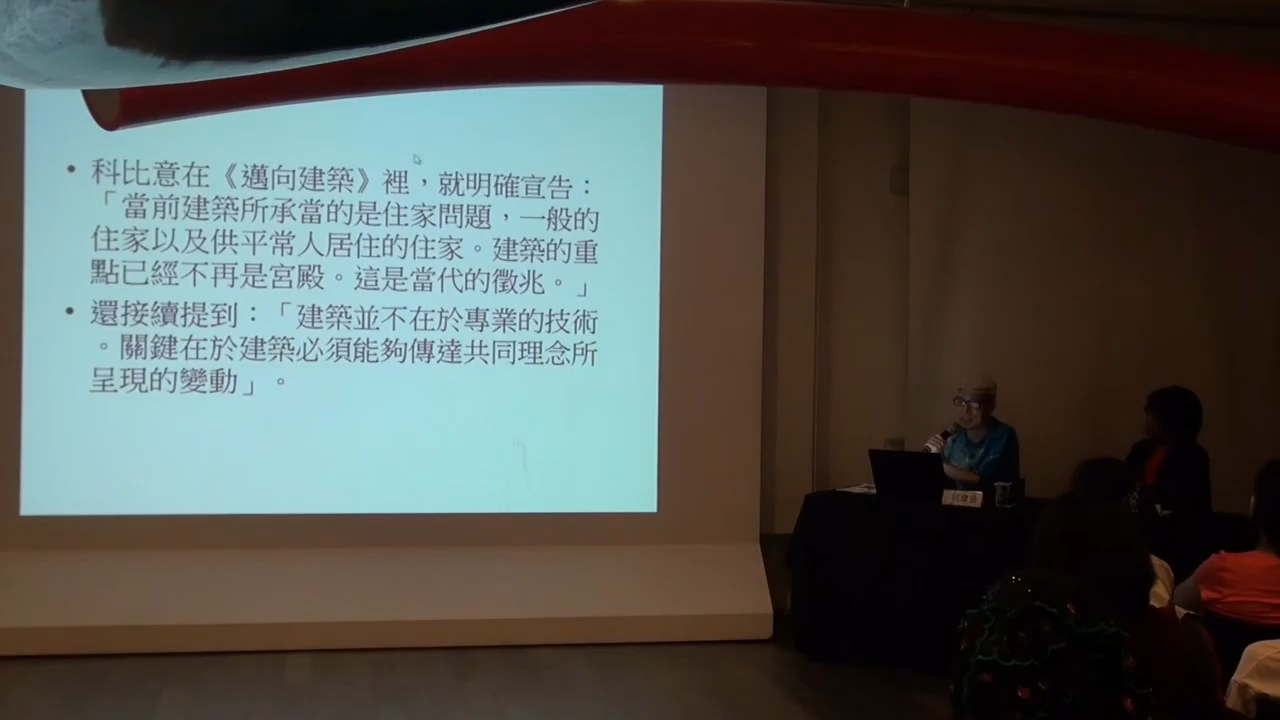 • 科比意在《邁向建築》裡，就明確宣告：
「當前建築所承當的是住家問題，一般的
住家以及供平常人居住的住家。建築的重
點已經不再是宮殿。這是當代的徵兆。」
• 還接續提到：「建築並不在於專業的技術
。關鍵在於建築必須能夠傳達共同理念所
呈現的變動」。